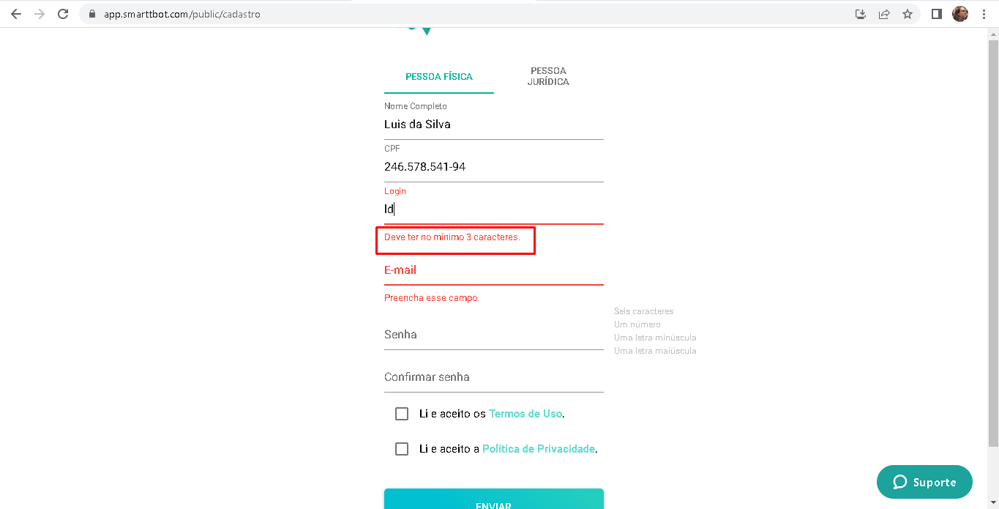 app.smarttbot.com/public/cadastro
PESSOA FÍSICA
PESSOA
JURÍDICA
Nome Completo
Luis da Silva
CPF
246.578.541-94
Login
ld
Deve ter no mínimo 3 caracteres.
E-mail
Preencha esse campo.
Seis caracteres
Um número
Uma letra minúscula
Uma letra maiúscula
Senha
Confirmar senha
Li e aceito os Termos de Uso.
Li e aceito a Política de Privacidade.
Suporte
ENVIAR